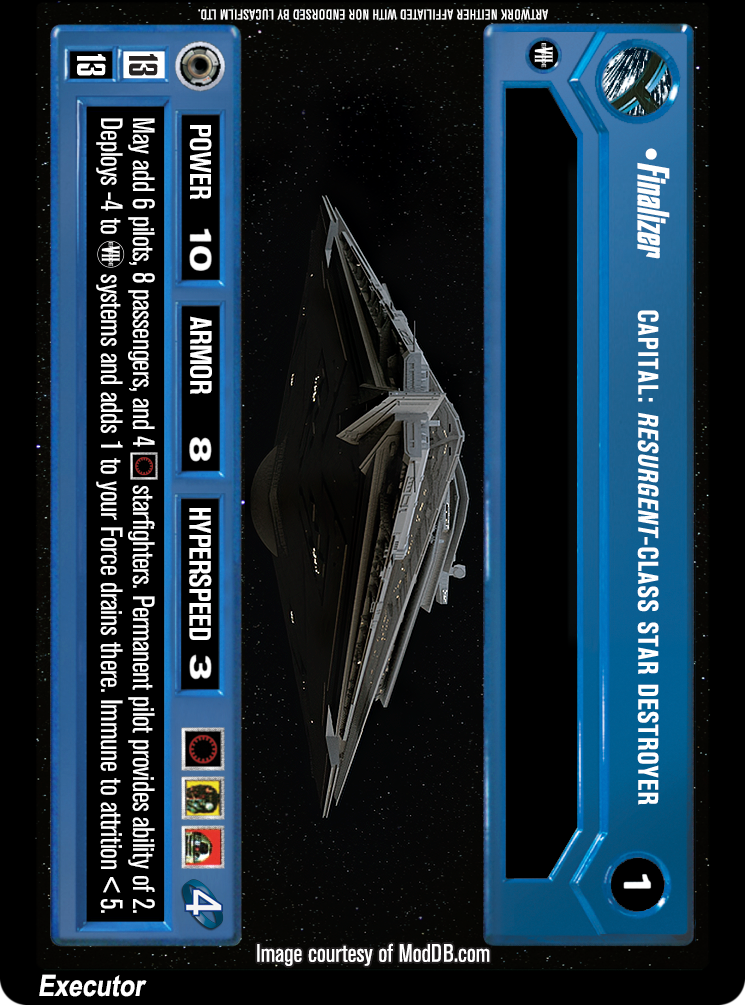 •Finalizer
CAPITAL: RESURGENT-CLASS STAR DESTROYER
1
VII
POWER 10
ARMOR 8
HYPERSPEED 3
4
May add 6 pilots, 8 passengers, and 4 starfighters. Permanent pilot provides ability of 2.
Deploys -4 to VII systems and adds 1 to your Force drains there. Immune to attrition < 5.
13
13
ARTWORK NEITHER AFFILIATED WITH NOR ENDORSED BY LUCASFILM LTD.
Image courtesy of ModDB.com
Executor